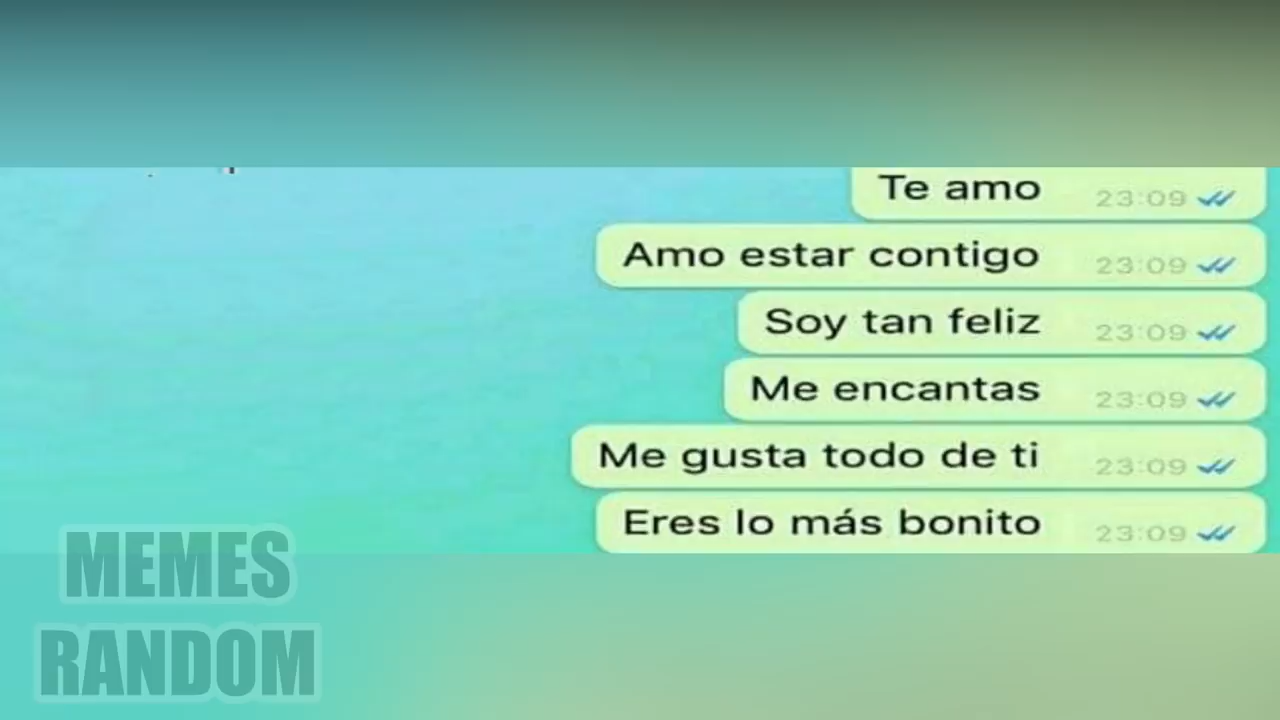 Te amo 23:09
Amo estar contigo 23:09
Soy tan feliz 23:09
Me encantas 23:09
Me gusta todo de ti 23:09
Eres lo más bonito 23:09
MEMES
RANDOM